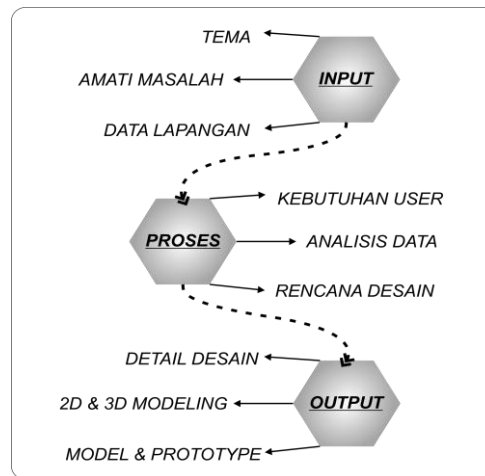 TEMA
INPUT
AMATI MASALAH
DATA LAPANGAN
KEBUTUHAN USER
PROSES
ANALISIS DATA
RENCANA DESAIN
DETAIL DESAIN
2D & 3D MODELING
OUTPUT
MODEL & PROTOTYPE